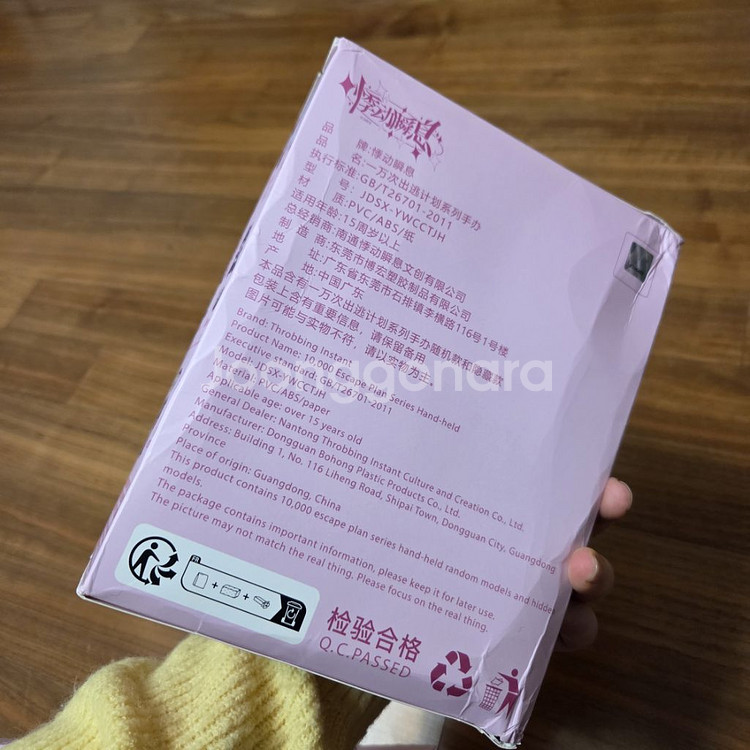 悸动瞬息
品 牌:悸动瞬息
品 名:一万次出逃计划系列手办
执行标准:GB/T26701-2011
型 号:JDSX-YWCCTJH
材 质:PVC/ABS/纸
适用年龄:15周岁以上
总经销商:南通悸动瞬息文创有限公司
制 造 商:东莞市博宏塑胶制品有限公司
地 址:广东省东莞市石排镇李横路116号1号楼
产 地:中国广东
本品含有一万次出逃计划系列手办随机款和隐藏款
包装上含有重要信息,请保留备用
图片可能与实物不符,请以实物为主.
Brand: Throbbing Instant
Product Name: 10,000 Escape Plan Series Hand-held
Executive standard: GB/T26701-2011
Model: JDSX-YWCCTJH
PVC/ABS/paper
Applicable age: over 15 years old
General Dealer: Nantong Throbbing Instant Culture and Creation Co., Ltd.
Manufacturer: Dongguan Bohong Plastic Products Co., Ltd.
Address: Building 1, No. 116 Liheng Road, Shipai Town, Dongguan City, Guangdong
Province
Place of origin: Guangdong, China
This product contains 10,000 escape plan series hand-held random models and hidden
models.
The package contains important information, please keep it for later use.
The picture may not match the real thing. Please focus on the real thing.
FR
+ +
检验合格
Q.C.PASSED
joonggonara